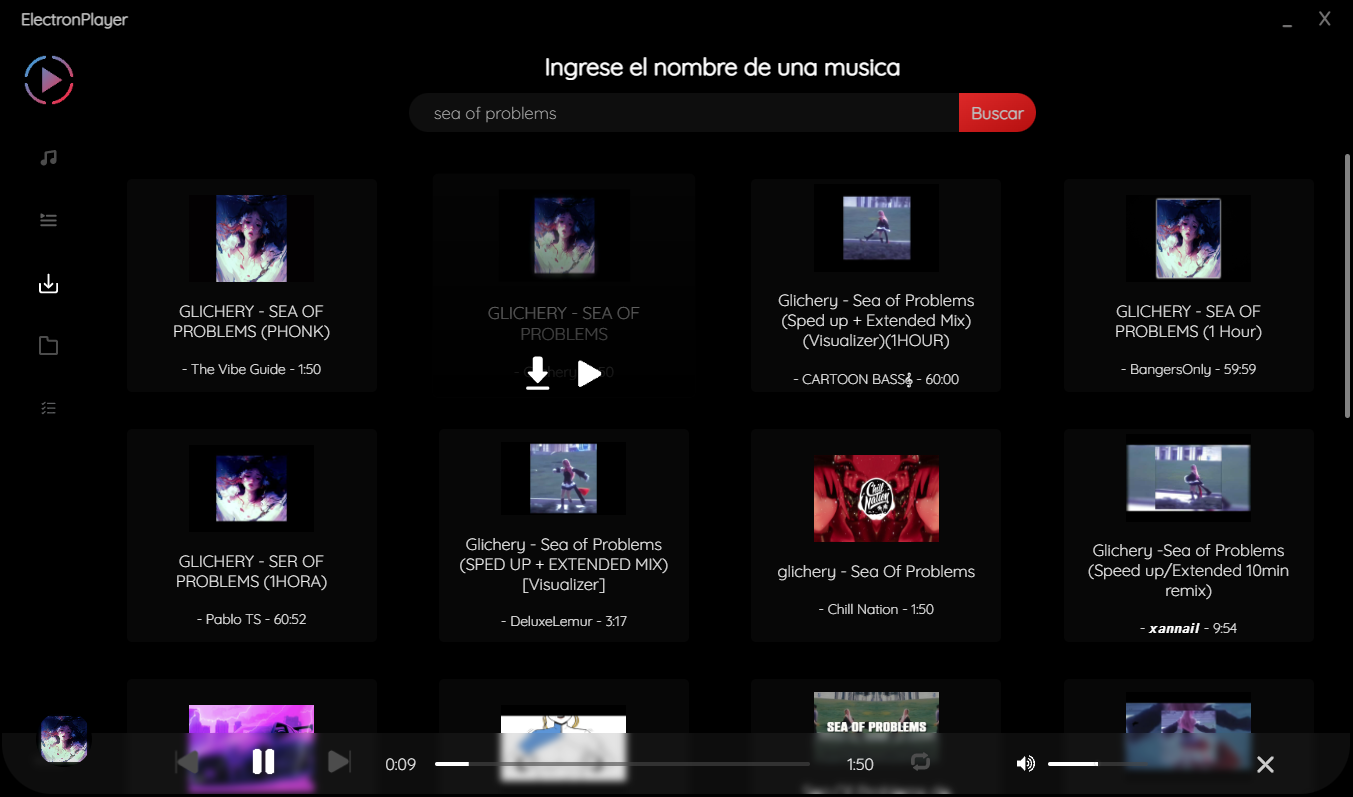 ElectronPlayer
_ X
Ingrese el nombre de una musica
sea of problems
Buscar
GLICHERY - SEA OF
PROBLEMS (PHONK)
- The Vibe Guide - 1:50
GLICHERY - SEA OF
PROBLEMS
Glichery - Sea of Problems
(Sped up + Extended Mix)
(Visualizer)(1HOUR)
- CARTOON BASS - 60:00
GLICHERY - SEA OF
PROBLEMS (1 Hour)
- BangersOnly - 59:59
GLICHERY - SER OF
PROBLEMS (1HORA)
- Pablo TS - 60:52
Glichery - Sea of Problems
(SPED UP + EXTENDED MIX)
[Visualizer]
- DeluxeLemur - 3:17
Chill
Nation
glichery - Sea Of Problems
- Chill Nation - 1:50
Glichery -Sea of Problems
(Speed up/Extended 10min
remix)
- xannail - 9:54
SEA OF PROBLEMS
0:09
1:50